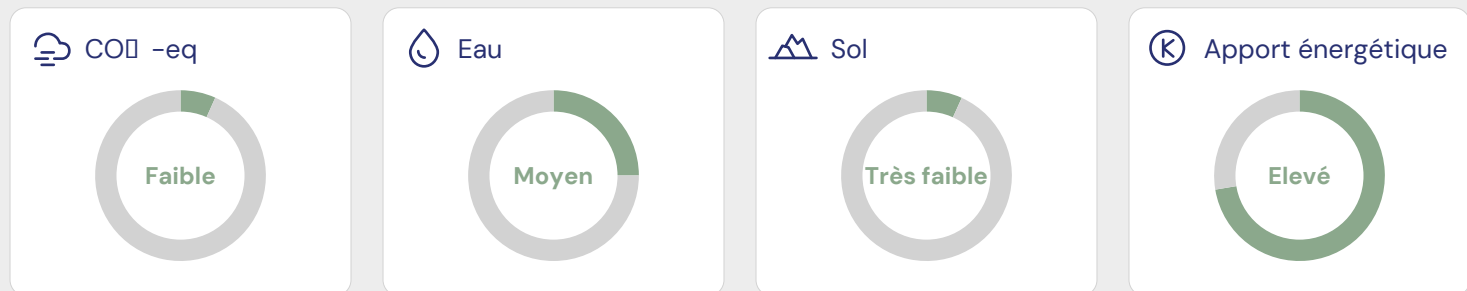 CO▯ -eq
Faible
Eau
Moyen
Sol
Très faible
Apport énergétique
Elevé